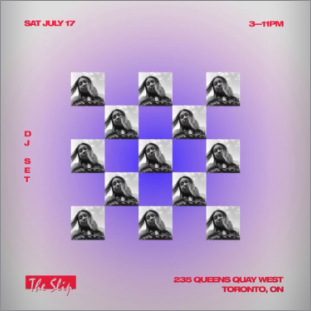 SAT JULY 17
3—11PM
DJ SET
The Slip
235 QUEENS QUAY WEST
TORONTO, ON